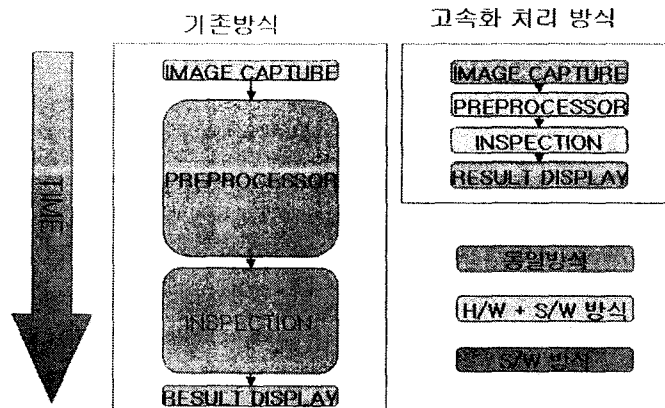 기존방식
고속화 처리 방식
TIME
IMAGE CAPTURE
PREPROCESSOR
INSPECTION
RESULT DISPLAY
IMAGE CAPTURE
PREPROCESSOR
INSPECTION
RESULT DISPLAY
동일방식
H/W + S/W 방식
S/W 방식